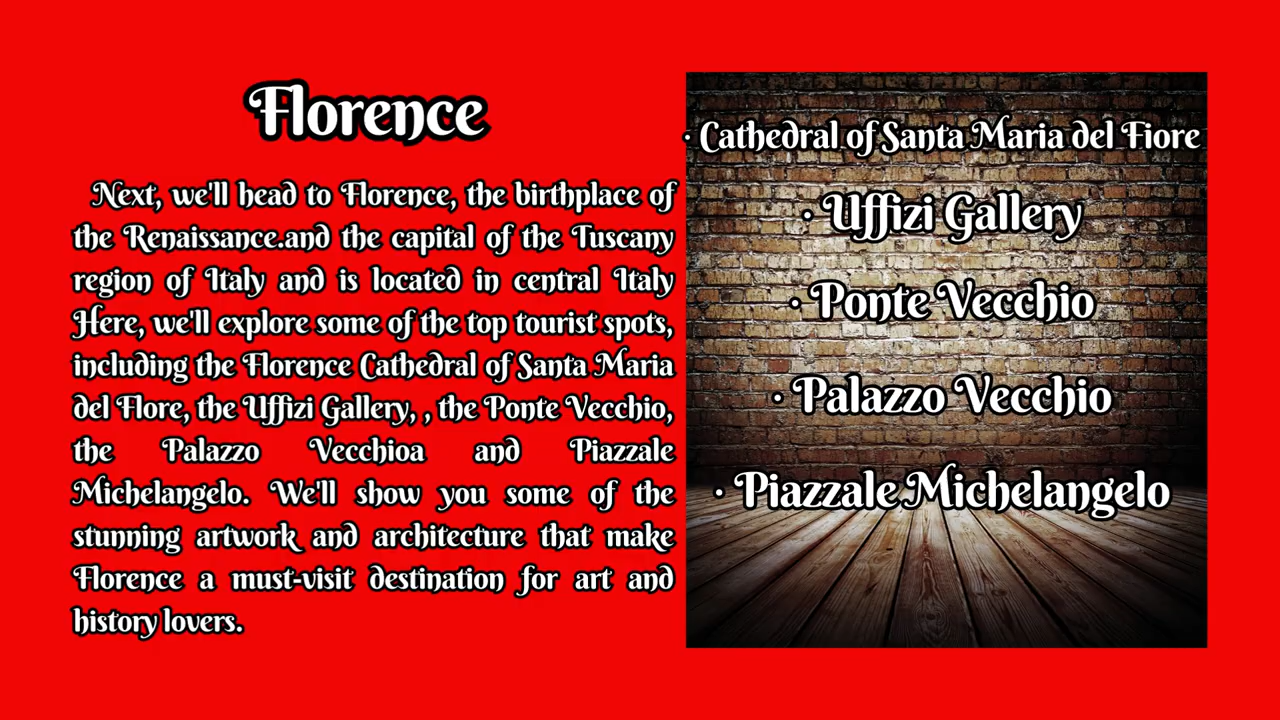 Florence
Next, we'll head to Florence, the birthplace of
the Renaissance.and the capital of the Tuscany
region of Italy and is located in central Italy
Here, we'll explore some of the top tourist spots,
including the Florence Cathedral of Santa Maria
del Flore, the Uffizi Gallery, , the Ponte Vecchio,
the Palazzo Vecchioa and Piazzale
Michelangelo. We'll show you some of the
stunning artwork and architecture that make
Florence a must-visit destination for art and
history lovers.
· Cathedral of Santa Maria del Fiore
· Uffizi Gallery
· Ponte Vecchio
· Palazzo Vecchio
· Piazzale Michelangelo